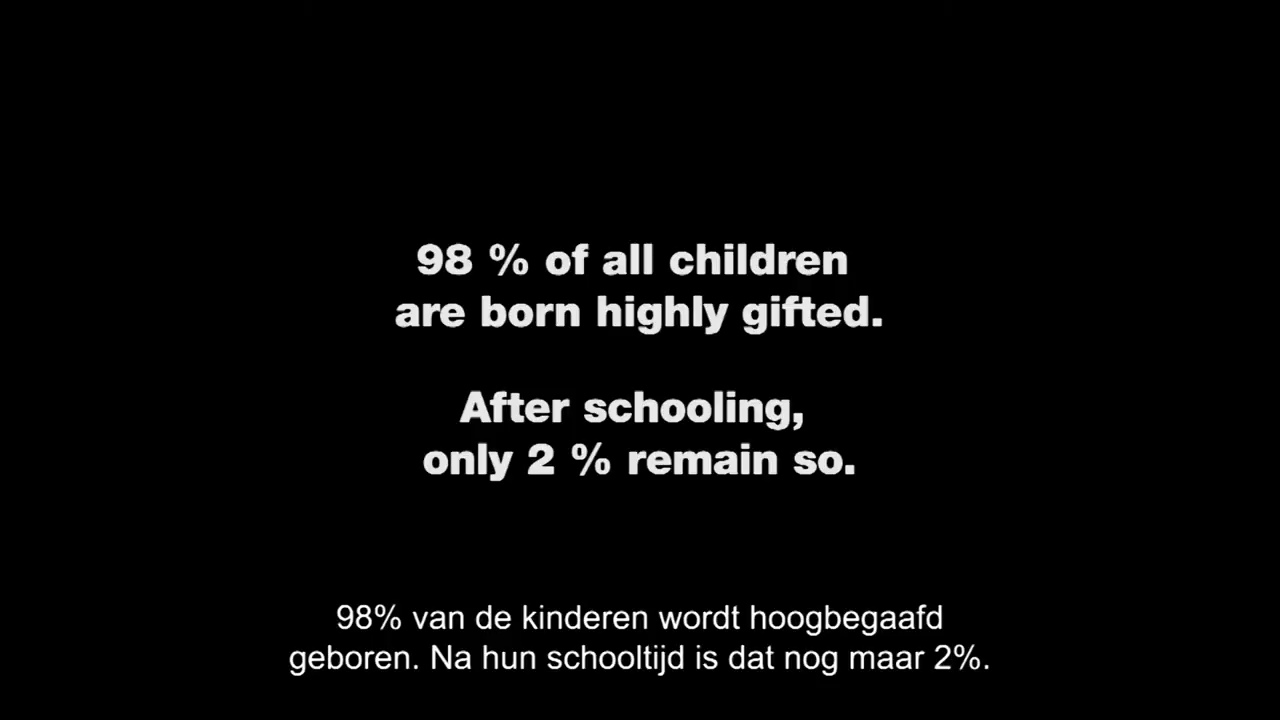 98 % of all children
are born highly gifted.
After schooling,
only 2 % remain so.
98% van de kinderen wordt hoogbegaafd
geboren. Na hun schooltijd is dat nog maar 2%.